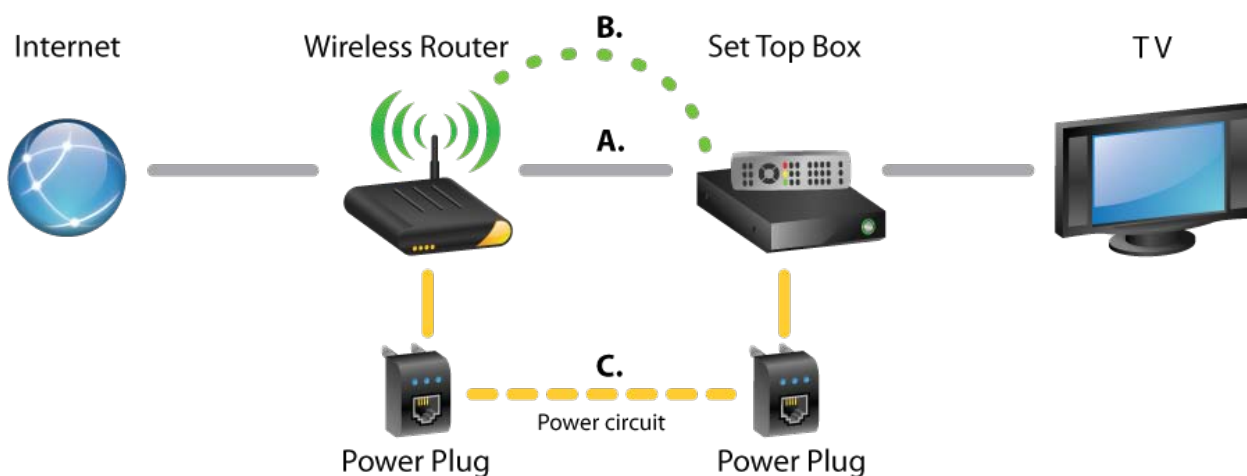 Internet
Wireless Router
B.
Set Top Box
TV
A.
C.
Power circuit
Power Plug
Power Plug